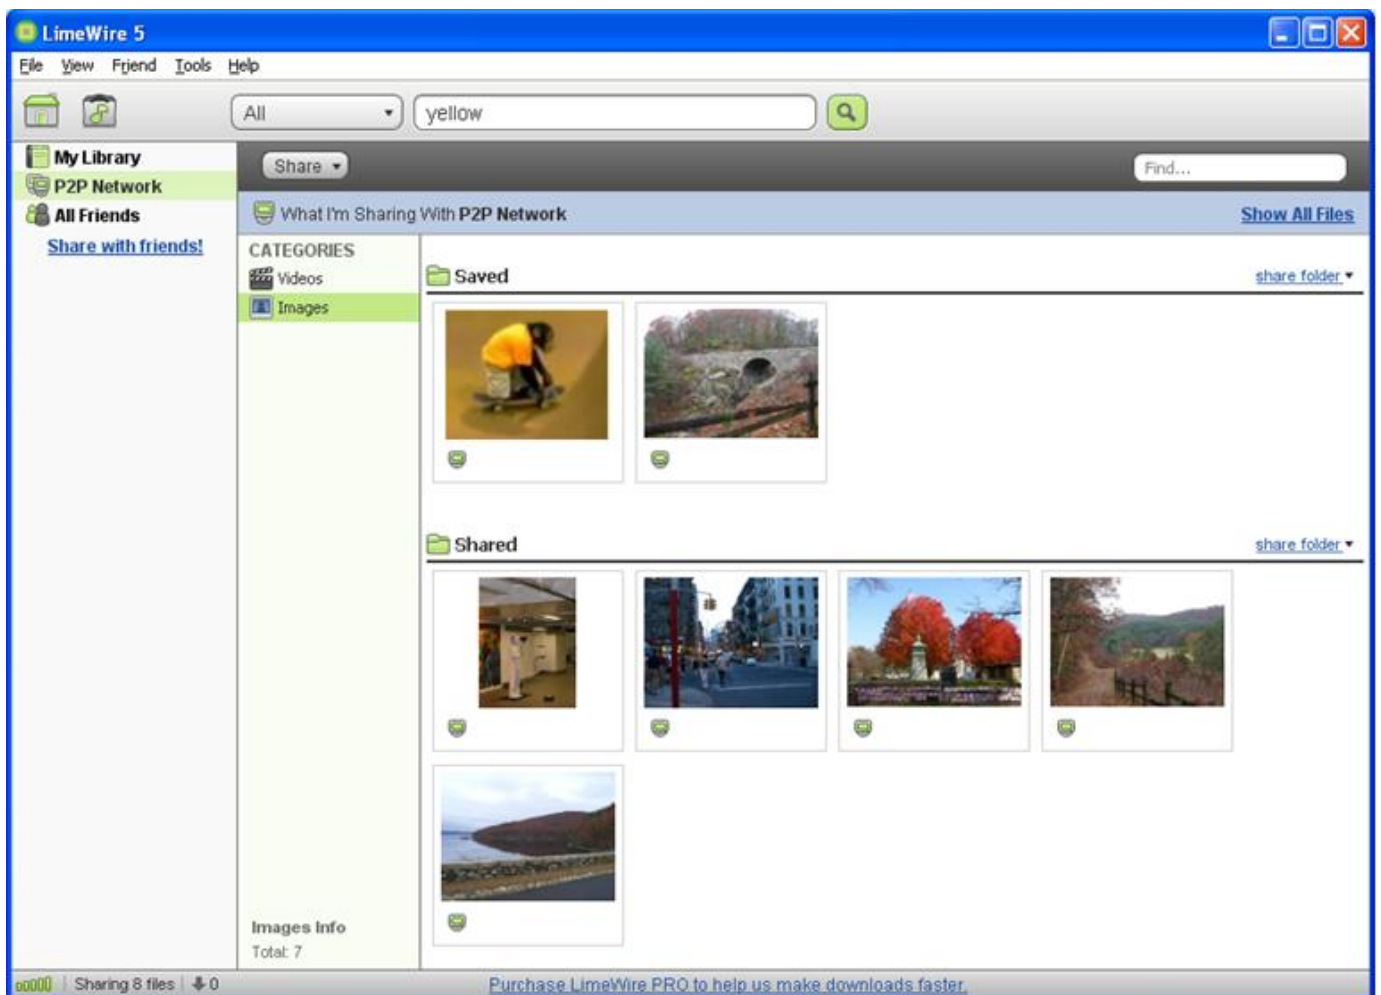 LimeWire 5
File View Friend Tools Help
All yellow
My Library
P2P Network
All Friends
Share with friends!
Share Find...
What I'm Sharing With P2P Network Show All Files
CATEGORIES
Videos
Images
Saved share folder
Shared share folder
Images Info
Total: 7
Sharing 8 files 0 Purchase LimeWire PRO to help us make downloads faster.